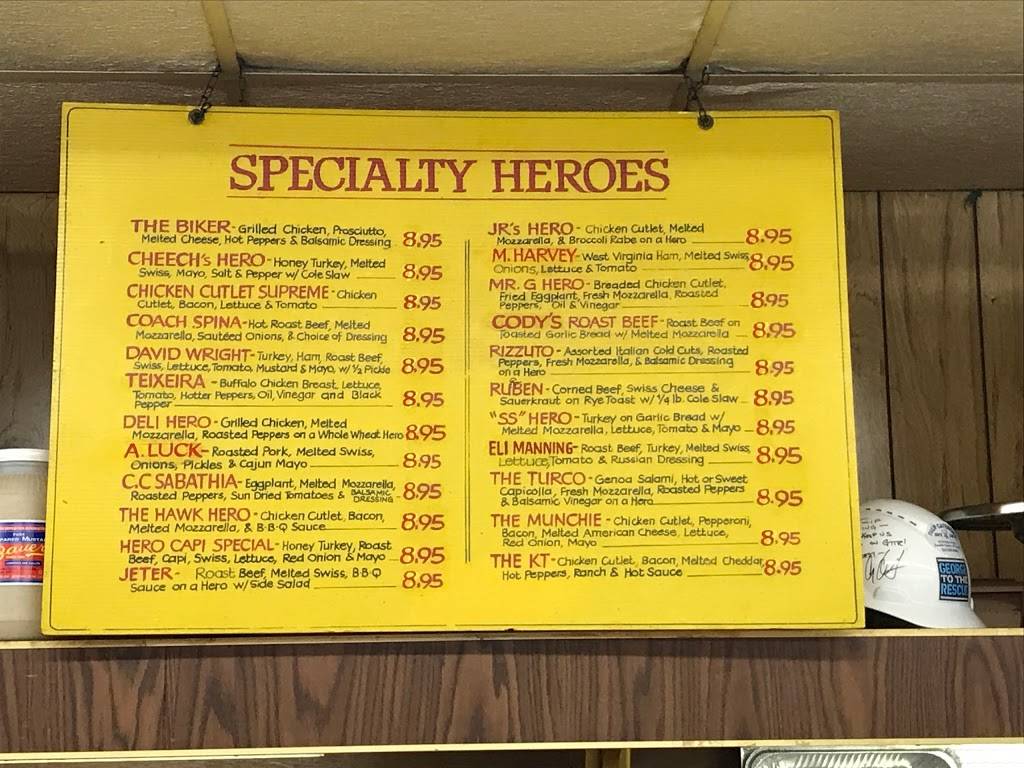 SPECIALTY HEROES
THE BIKER-Grilled Chicken, Prosciutto,
Melted Cheese, Hot Peppers & Balsamic Dressing 8.95
CHEECH's HERO-Honey Turkey, Melted
Swiss, Mayo, Salt & Pepper w/ Cole Slaw 8.95
CHICKEN CUTLET SUPREME-Chicken
Cutlet, Bacon, Lettuce & Tomato 8.95
COACH SPINA-Hot Roast Beef, Melted
Mozzarella, Sautéed Onions, & Choice of Dressing 8.95
DAVID WRIGHT-Turkey, Ham, Roast Beef,
Swiss, Lettuce, Tomato, Mustard & Mayo, w/ 1/2 Pickle 8.95
TEIXEIRA - Buffalo Chicken Breast, Lettuce,
Tomato, Hotter Peppers, Oil, Vinegar and Black
Pepper 8.95
DELI HERO-Grilled Chicken, Melted
Mozzarella, Roasted Peppers on a Whole Wheat Hero 8.95
A. LUCK-Roasted Pork, Melted Swiss,
Onions, Pickles & Cajun Mayo 8.95
C.C SABATHIA-Eggplant, Melted Mozzarella,
Roasted Peppers, Sun Dried Tomatoes & BALSAMIC DRESSING 8.95
THE HAWK HERO-Chicken Cutlet, Bacon,
Melted Mozzarella, & B·B·Q Sauce 8.95
HERO CAPI SPECIAL-Honey Turkey, Roast
Beef, Capi, Swiss, Lettuce, Red Onion & Mayo 8.95
JETER- Roast Beef, Melted Swiss, B·B·Q
Sauce on a Hero w/ Side Salad 8.95
JR's HERO - Chicken Cutlet, Melted
Mozzarella, & Broccoli Rabe on a Hero 8.95
M. HARVEY-West Virginia Ham, Melted Swiss,
Onions, Lettuce & Tomato 8.95
MR. G HERO-Breaded Chicken Cutlet,
Fried Eggplant, Fresh Mozzarella, Roasted
Peppers, Oil & Vinegar 8.95
CODY'S ROAST BEEF-Roast Beef on
Toasted Garlic Bread w/ Melted Mozzarella 8.95
RIZZUTO-Assorted Italian Cold Cuts, Roasted
Peppers, Fresh Mozzarella, & Balsamic Dressing
on a Hero 8.95
RUBEN-Corned Beef, Swiss Cheese &
Sauerkraut on Rye Toast w/ 1/4 lb. Cole Slaw 8.95
"SS" HERO-Turkey on Garlic Bread w/
Melted Mozzarella, Lettuce, Tomato & Mayo 8.95
ELI MANNING-Roast Beef, Turkey, Melted Swiss,
Lettuce, Tomato & Russian Dressing 8.95
THE TURCO-Genoa Salami, Hot or Sweet
Capicolla, Fresh Mozzarella, Roasted Peppers
& Balsamic Vinegar on a Hero 8.95
THE MUNCHIE-Chicken Cutlet, Pepperoni,
Bacon, Melted American Cheese, Lettuce,
Red Onion, Mayo 8.95
THE KT-Chicken Cutlet, Bacon, Melted Cheddar,
Hot Peppers, Ranch & Hot Sauce 8.95
GEORGE
TO THE
RESCUE